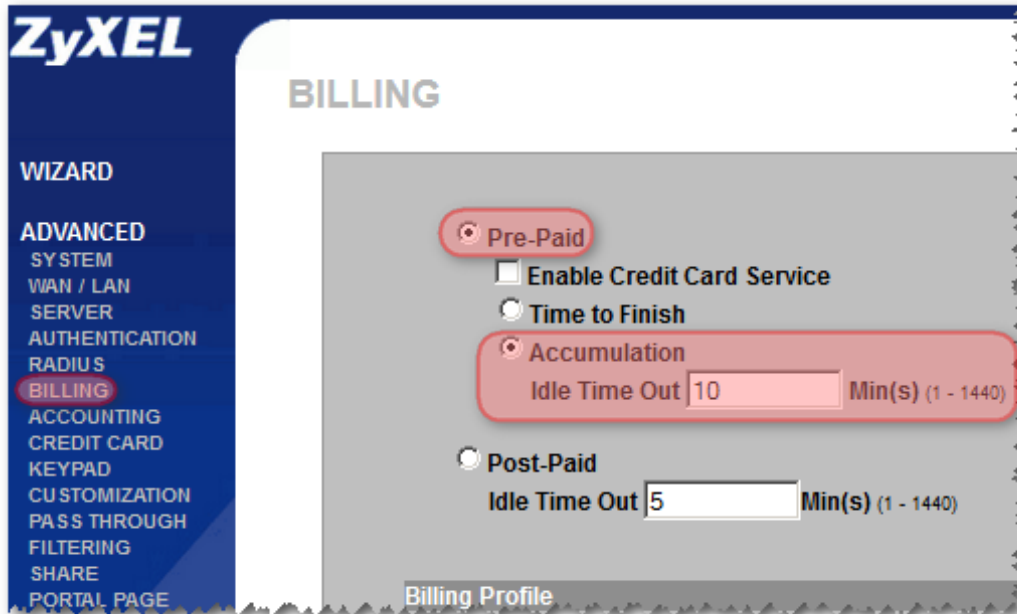 ZyXEL
BILLING
WIZARD
ADVANCED
SYSTEM
WAN / LAN
SERVER
AUTHENTICATION
RADIUS
BILLING
ACCOUNTING
CREDIT CARD
KEYPAD
CUSTOMIZATION
PASS THROUGH
FILTERING
SHARE
PORTAL PAGE
Pre-Paid
Enable Credit Card Service
Time to Finish
Accumulation
Idle Time Out 10 Min(s) (1 - 1440)
Post-Paid
Idle Time Out 5 Min(s) (1 - 1440)
Billing Profile